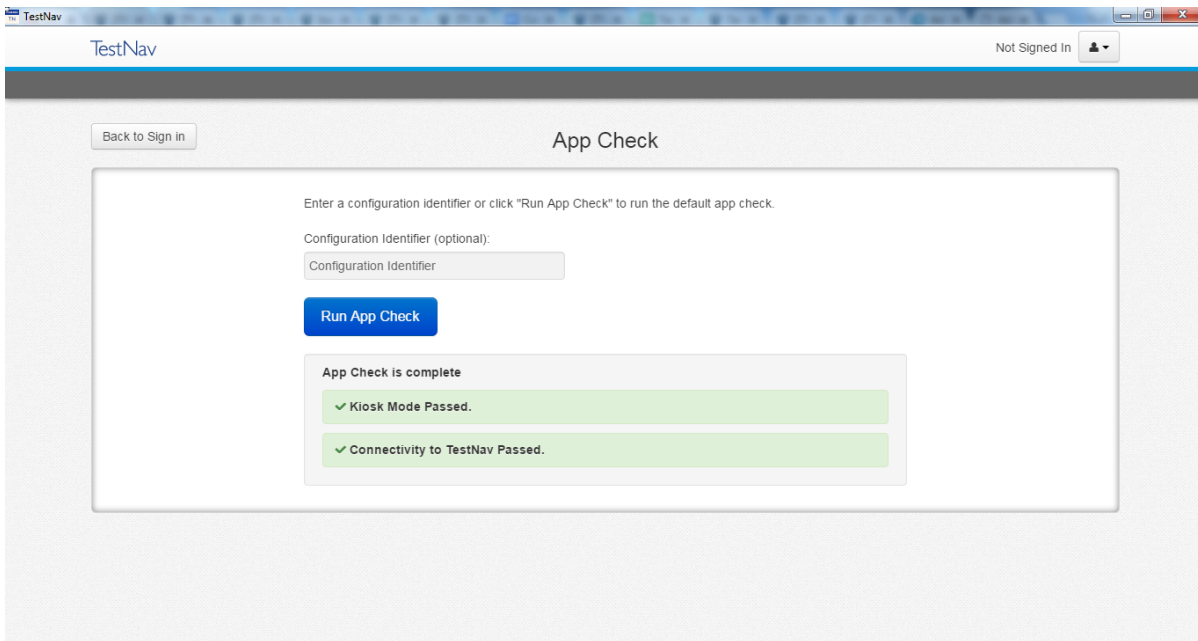 TestNav
TestNav
Not Signed In
Back to Sign in
App Check
Enter a configuration identifier or click "Run App Check" to run the default app check.
Configuration Identifier (optional):
Configuration Identifier
Run App Check
App Check is complete
Kiosk Mode Passed.
Connectivity to TestNav Passed.